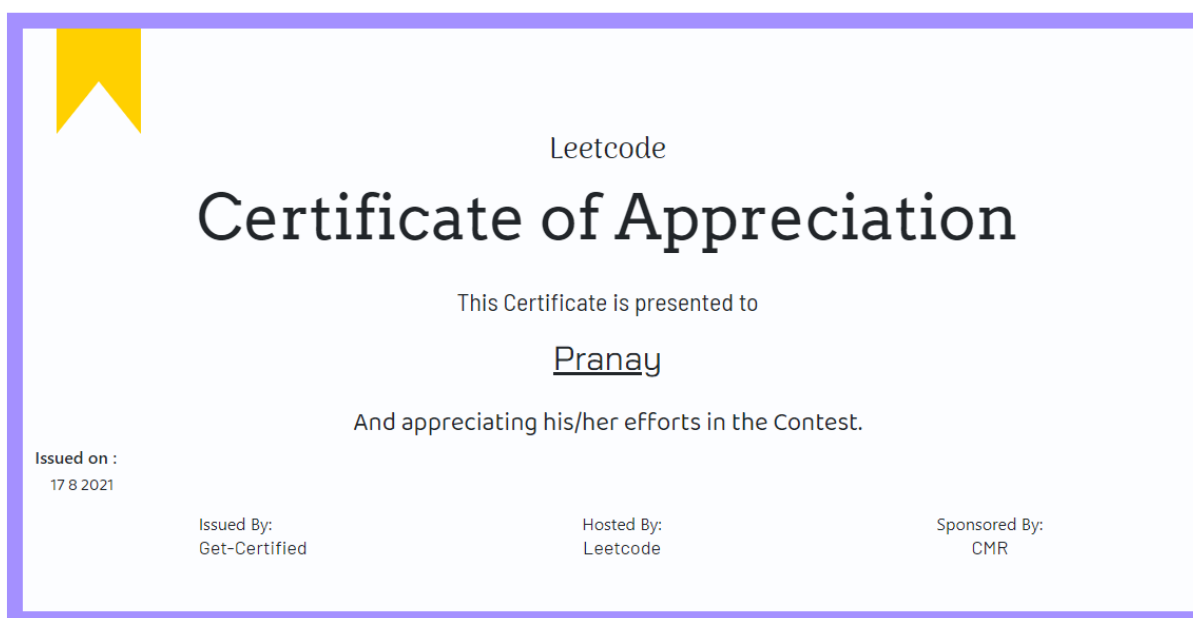 Leetcode
Certificate of Appreciation
This Certificate is presented to
Pranay
And appreciating his/her efforts in the Contest.
Issued on :
17 8 2021
Issued By:
Get-Certified
Hosted By:
Leetcode
Sponsored By:
CMR